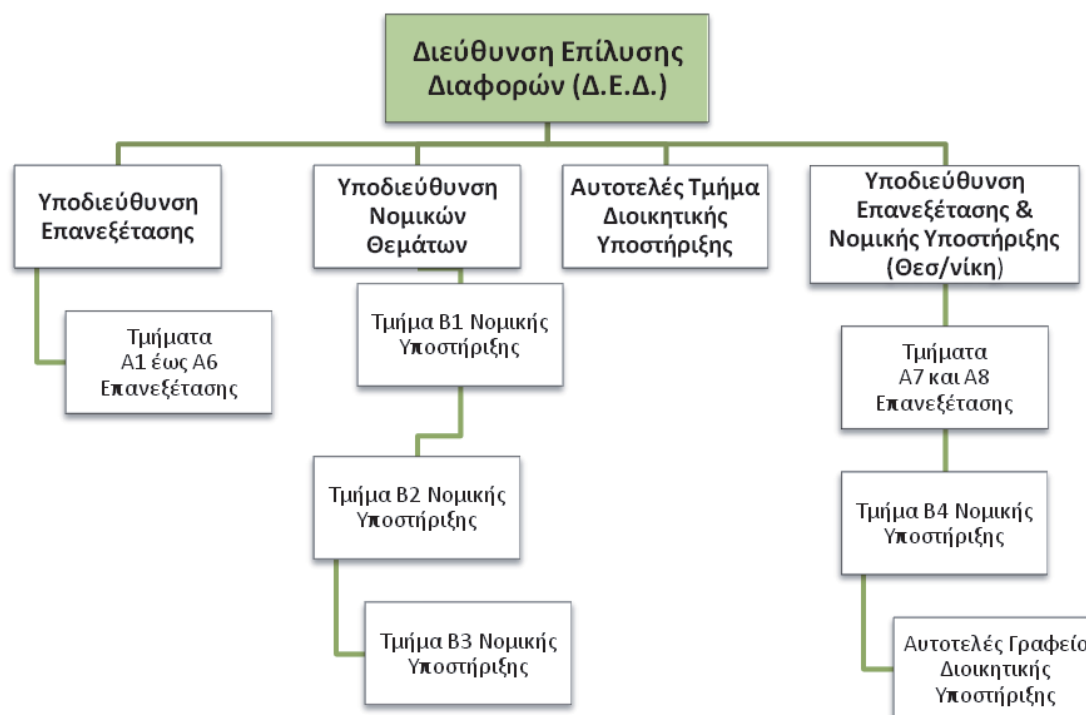 Διεύθυνση Επίλυσης
Διαφορών (Δ.Ε.Δ.)
Υποδιεύθυνση
Επανεξέτασης
Υποδιεύθυνση
Νομικών
Θεμάτων
Αυτοτελές Τμήμα
Διοικητικής
Υποστήριξης
Υποδιεύθυνση
Επανεξέτασης &
Νομικής Υποστήριξης
(Θεσ/νίκη)
Τμήματα
Α1 έως Α6
Επανεξέτασης
Τμήμα Β1 Νομικής
Υποστήριξης
Τμήμα Β2 Νομικής
Υποστήριξης
Τμήμα Β3 Νομικής
Υποστήριξης
Τμήματα
Α7 και Α8
Επανεξέτασης
Τμήμα Β4 Νομικής
Υποστήριξης
Αυτοτελές Γραφείο
Διοικητικής
Υποστήριξης